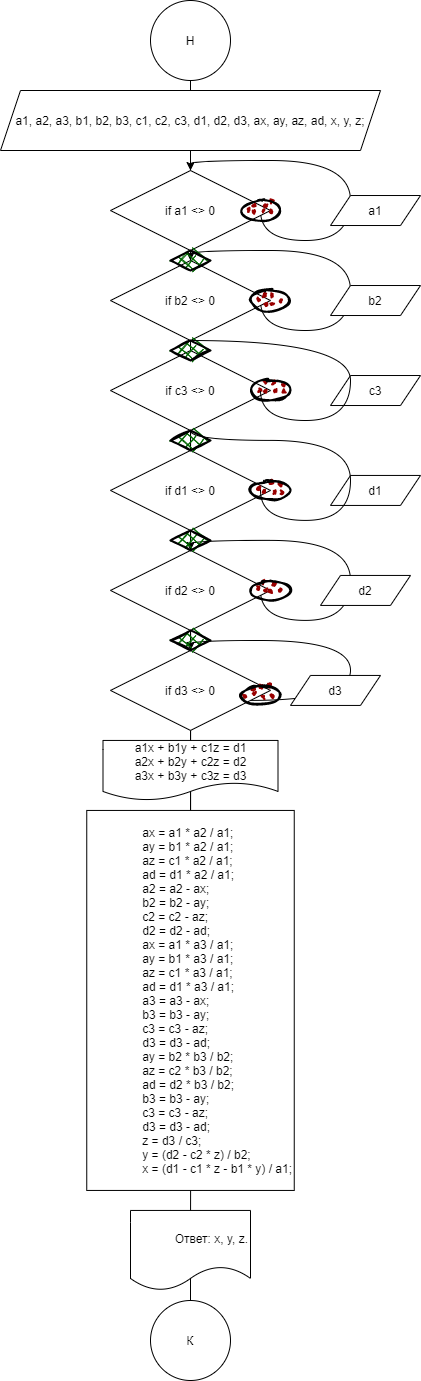 Н
a1, a2, a3, b1, b2, b3, c1, c2, c3, d1, d2, d3, ax, ay, az, ad, x, y, z;
if a1 <> 0
a1
if b2 <> 0
b2
if c3 <> 0
c3
if d1 <> 0
d1
if d2 <> 0
d2
if d3 <> 0
d3
a1x + b1y + c1z = d1
a2x + b2y + c2z = d2
a3x + b3y + c3z = d3
ax = a1 * a2 / a1;
ay = b1 * a2 / a1;
az = c1 * a2 / a1;
ad = d1 * a2 / a1;
a2 = a2 - ax;
b2 = b2 - ay;
c2 = c2 - az;
d2 = d2 - ad;
ax = a1 * a3 / a1;
ay = b1 * a3 / a1;
az = c1 * a3 / a1;
ad = d1 * a3 / a1;
a3 = a3 - ax;
b3 = b3 - ay;
c3 = c3 - az;
d3 = d3 - ad;
ay = b2 * b3 / b2;
az = c2 * b3 / b2;
ad = d2 * b3 / b2;
b3 = b3 - ay;
c3 = c3 - az;
d3 = d3 - ad;
z = d3 / c3;
y = (d2 - c2 * z) / b2;
x = (d1 - c1 * z - b1 * y) / a1;
Ответ: x, y, z.
К